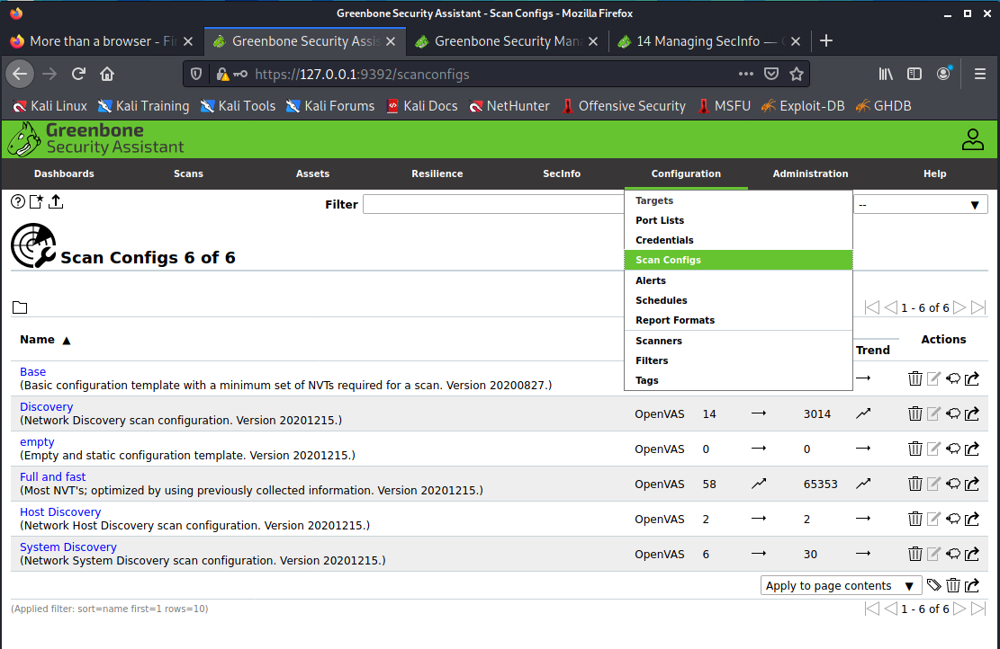 Greenbone Security Assistant - Scan Configs - Mozilla Firefox
More than a browser - Fi
Greenbone Security Assis
Greenbone Security Man
14 Managing SecInfo —
https://127.0.0.1:9392/scanconfigs
Kali Linux Kali Training Kali Tools Kali Forums Kali Docs NetHunter Offensive Security MSFU Exploit-DB GHDB
Greenbone
Security Assistant
Dashboards Scans Assets Resilience SecInfo Configuration Administration Help
Filter
--
Targets
Port Lists
Credentials
Scan Configs
Alerts
Schedules
Report Formats
Scanners
Filters
Tags
Scan Configs 6 of 6
1 - 6 of 6
Name ▲
Trend
Actions
Base
(Basic configuration template with a minimum set of NVTs required for a scan. Version 20200827.)
Discovery
(Network Discovery scan configuration. Version 20201215.)
OpenVAS 14 3014
empty
(Empty and static configuration template. Version 20201215.)
OpenVAS 0 0
Full and fast
(Most NVT's; optimized by using previously collected information. Version 20201215.)
OpenVAS 58 65353
Host Discovery
(Network Host Discovery scan configuration. Version 20201215.)
OpenVAS 2 2
System Discovery
(Network System Discovery scan configuration. Version 20201215.)
OpenVAS 6 30
Apply to page contents ▼
(Applied filter: sort=name first=1 rows=10)
1 - 6 of 6